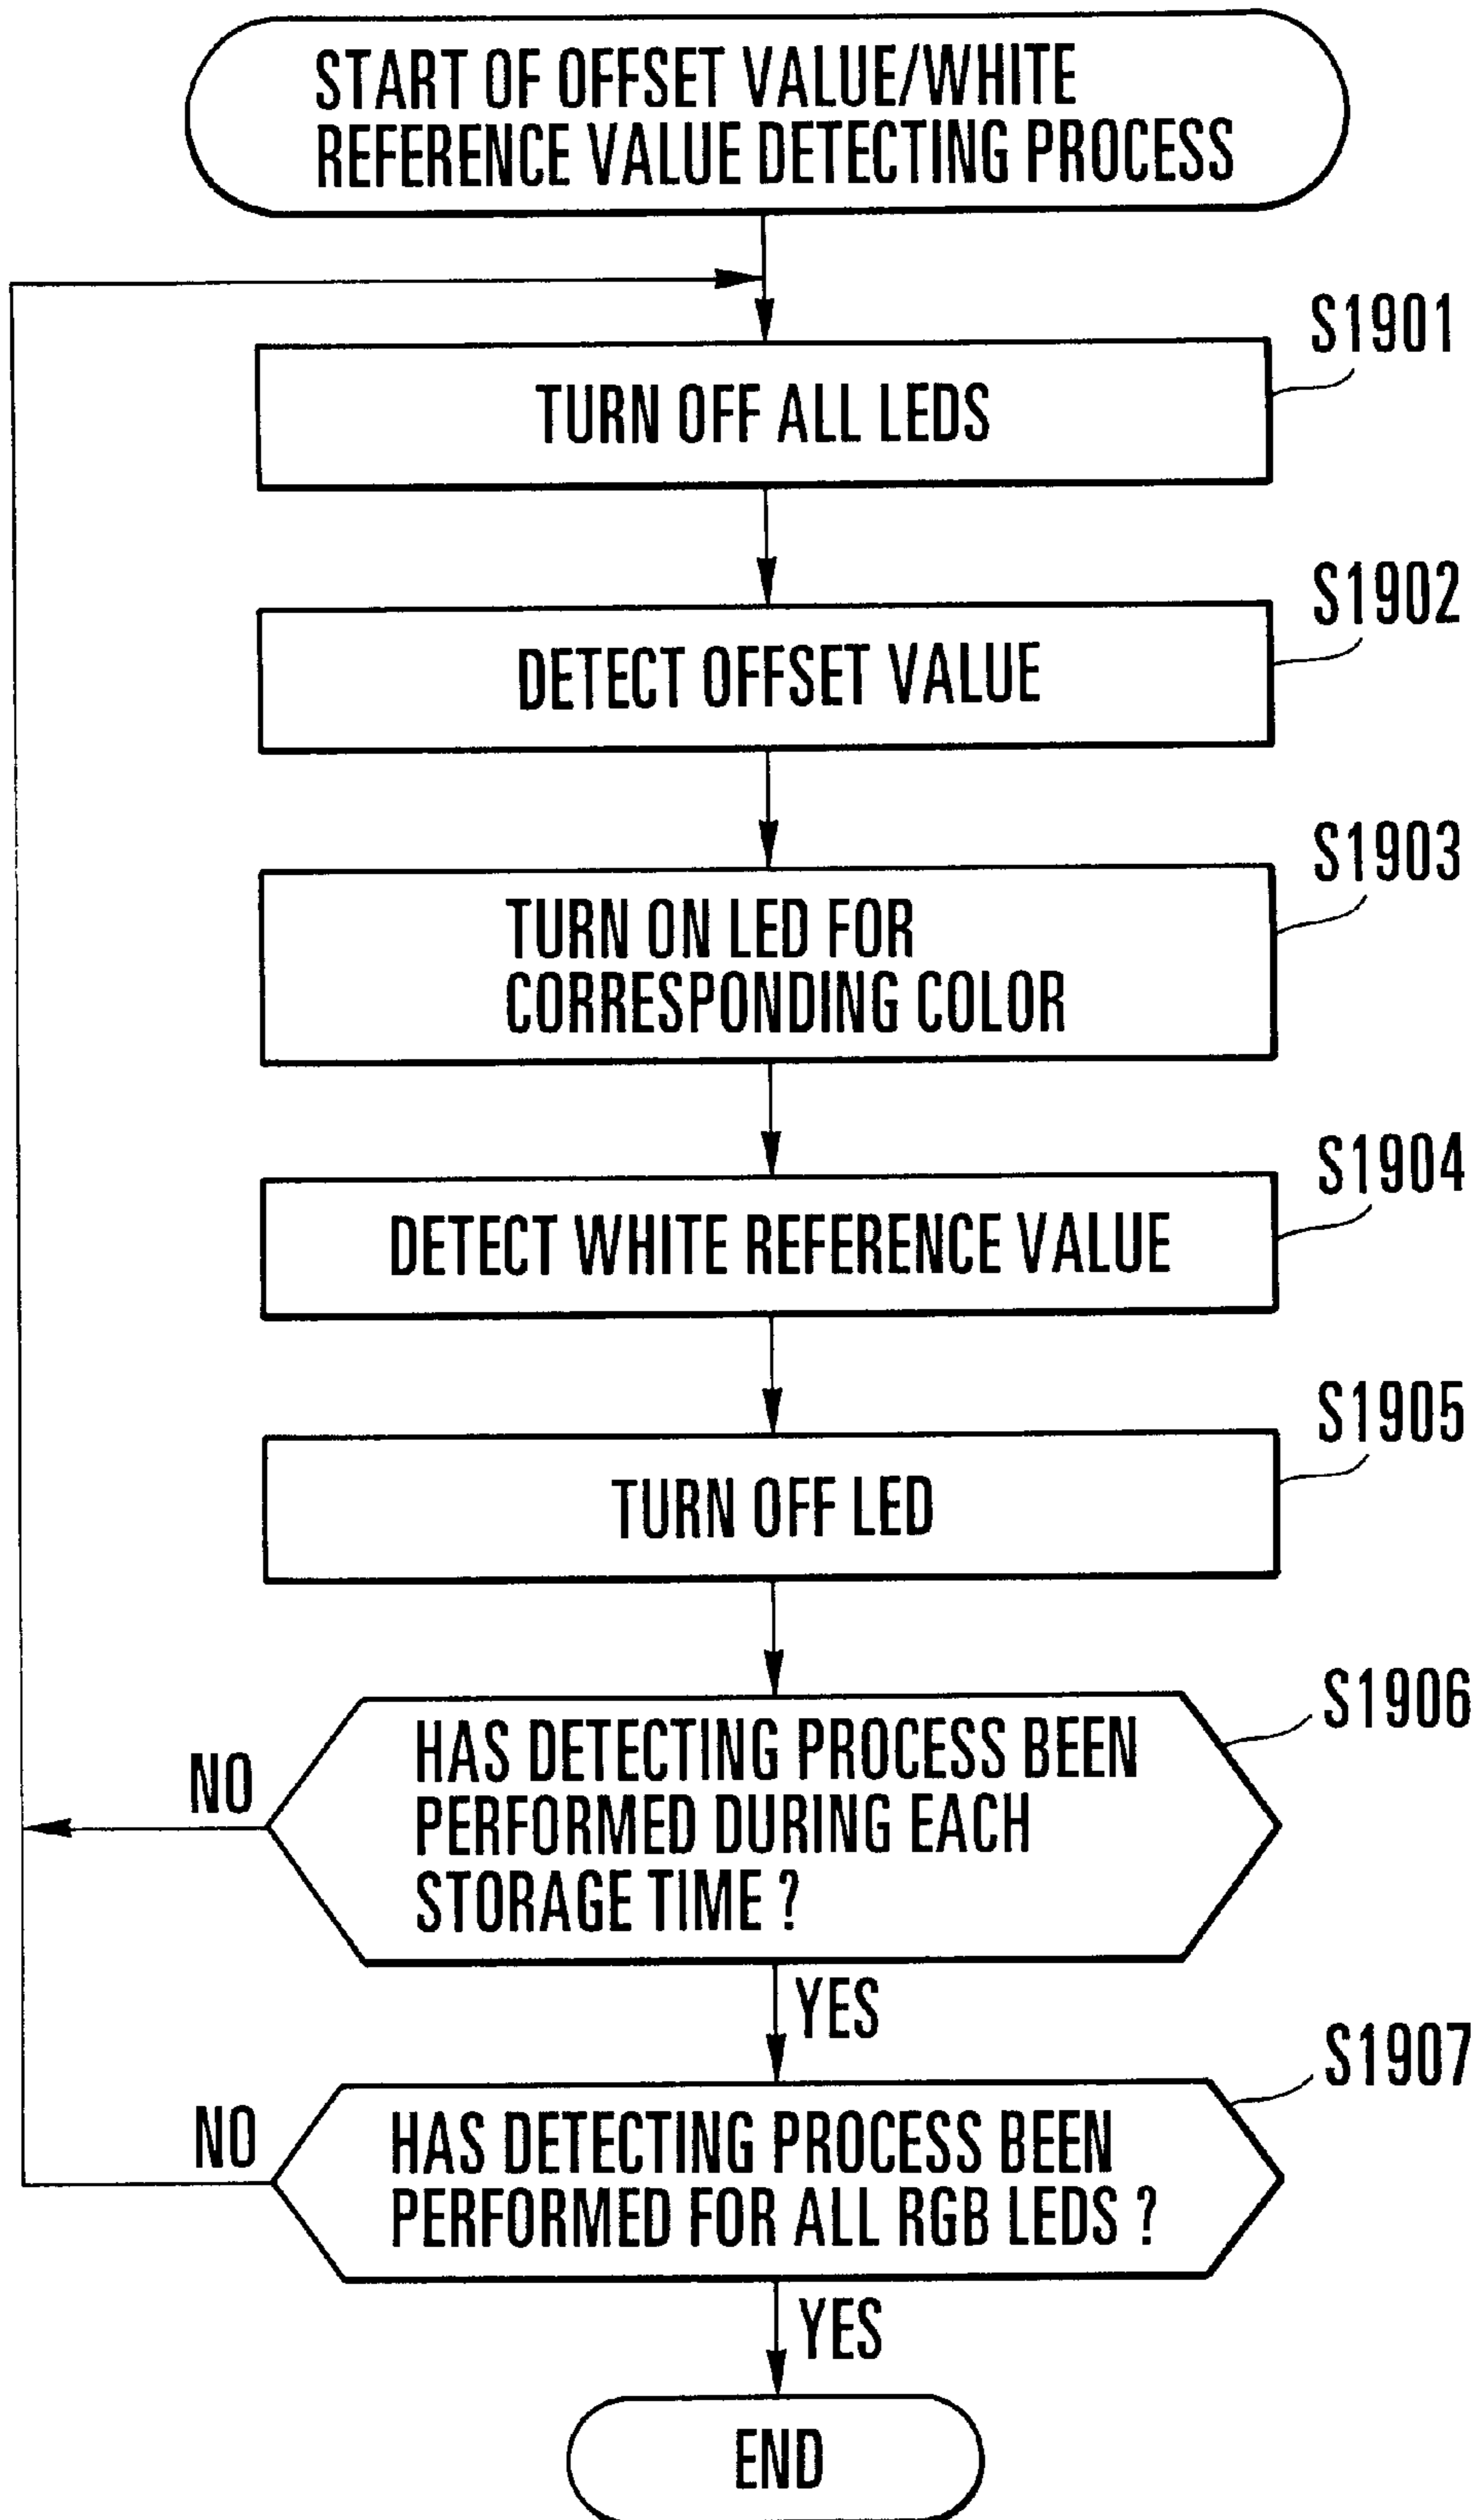 START OF OFFSET VALUE/WHITE
REFERENCE VALUE DETECTING PROCESS
S1901
TURN OFF ALL LEDS
S1902
DETECT OFFSET VALUE
S1903
TURN ON LED FOR
CORRESPONDING COLOR
S1904
DETECT WHITE REFERENCE VALUE
S1905
TURN OFF LED
S1906
HAS DETECTING PROCESS BEEN
PERFORMED DURING EACH
STORAGE TIME ?
NO
YES
S1907
HAS DETECTING PROCESS BEEN
PERFORMED FOR ALL RGB LEDS ?
NO
YES
END